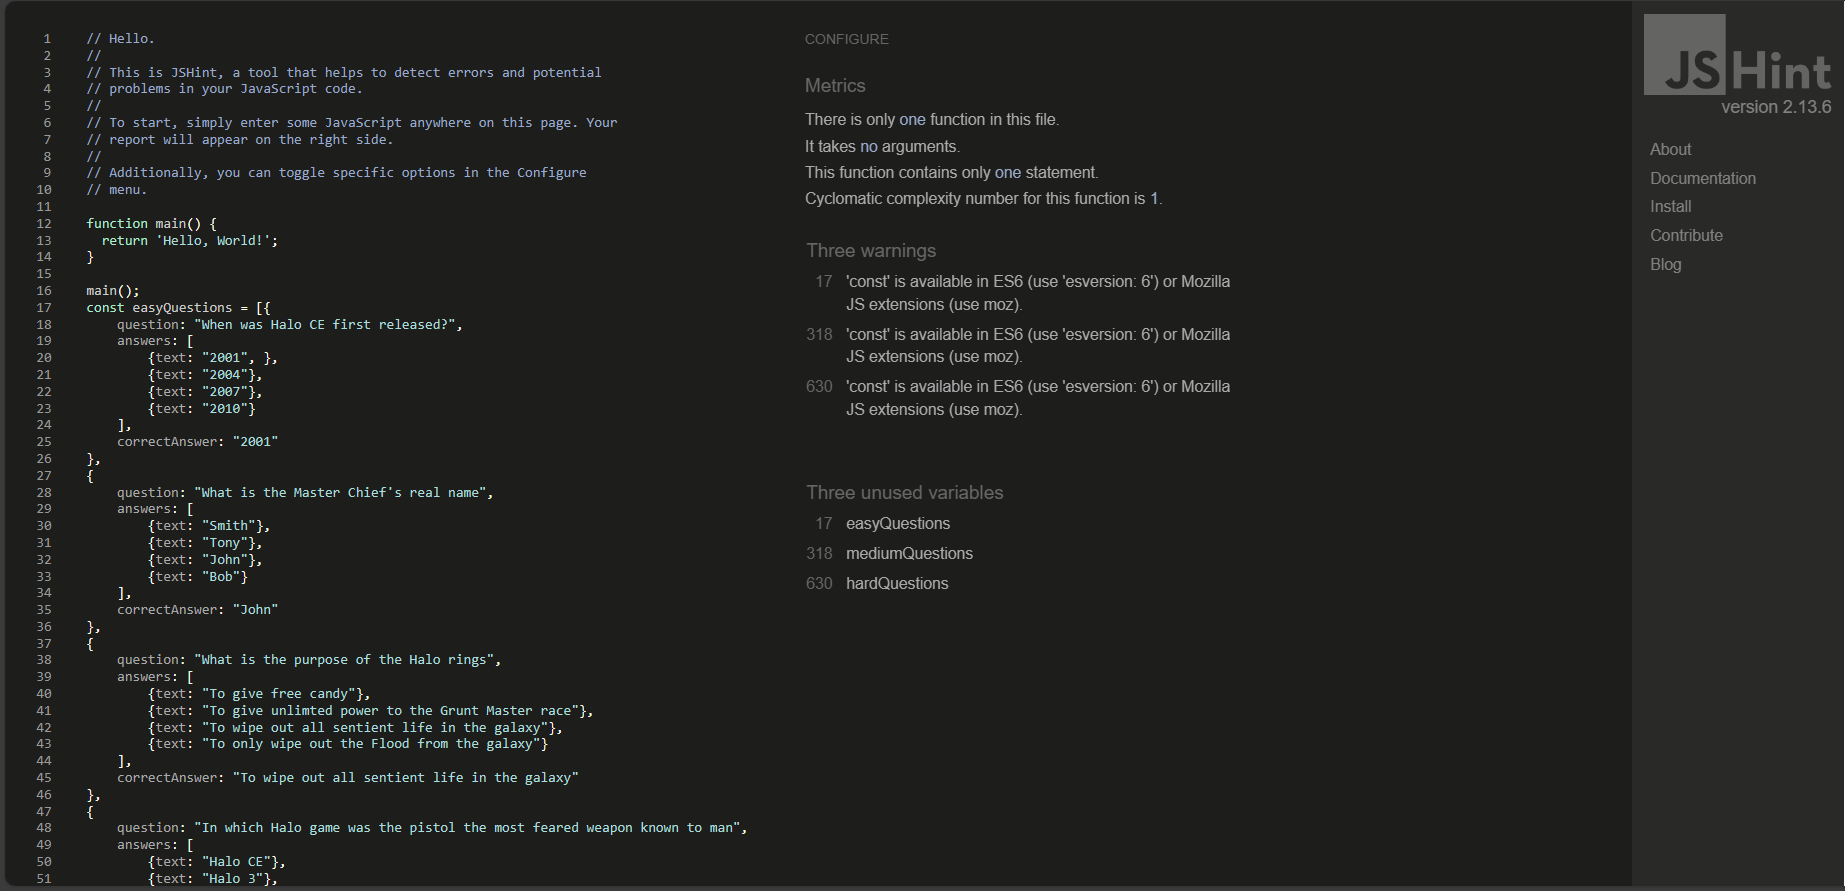 1 // Hello.
2 //
3 // This is JSHint, a tool that helps to detect errors and potential
4 // problems in your JavaScript code.
5 //
6 // To start, simply enter some JavaScript anywhere on this page. Your
7 // report will appear on the right side.
8 //
9 // Additionally, you can toggle specific options in the Configure
10 // menu.
11
12 function main() {
13   return 'Hello, World!';
14 }
15
16 main();
17 const easyQuestions = [{
18     question: "When was Halo CE first released?",
19     answers: [
20         {text: "2001", },
21         {text: "2004"},
22         {text: "2007"},
23         {text: "2010"}
24     ],
25     correctAnswer: "2001"
26 },
27 {
28     question: "What is the Master Chief's real name",
29     answers: [
30         {text: "Smith"},
31         {text: "Tony"},
32         {text: "John"},
33         {text: "Bob"}
34     ],
35     correctAnswer: "John"
36 },
37 {
38     question: "What is the purpose of the Halo rings",
39     answers: [
40         {text: "To give free candy"},
41         {text: "To give unlimted power to the Grunt Master race"},
42         {text: "To wipe out all sentient life in the galaxy"},
43         {text: "To only wipe out the Flood from the galaxy"}
44     ],
45     correctAnswer: "To wipe out all sentient life in the galaxy"
46 },
47 {
48     question: "In which Halo game was the pistol the most feared weapon known to man",
49     answers: [
50         {text: "Halo CE"},
51         {text: "Halo 3"},
CONFIGURE
Metrics
There is only one function in this file.
It takes no arguments.
This function contains only one statement.
Cyclomatic complexity number for this function is 1.
Three warnings
17 'const' is available in ES6 (use 'esversion: 6') or Mozilla
JS extensions (use moz).
318 'const' is available in ES6 (use 'esversion: 6') or Mozilla
JS extensions (use moz).
630 'const' is available in ES6 (use 'esversion: 6') or Mozilla
JS extensions (use moz).
Three unused variables
17 easyQuestions
318 mediumQuestions
630 hardQuestions
JSHint
version 2.13.6
About
Documentation
Install
Contribute
Blog